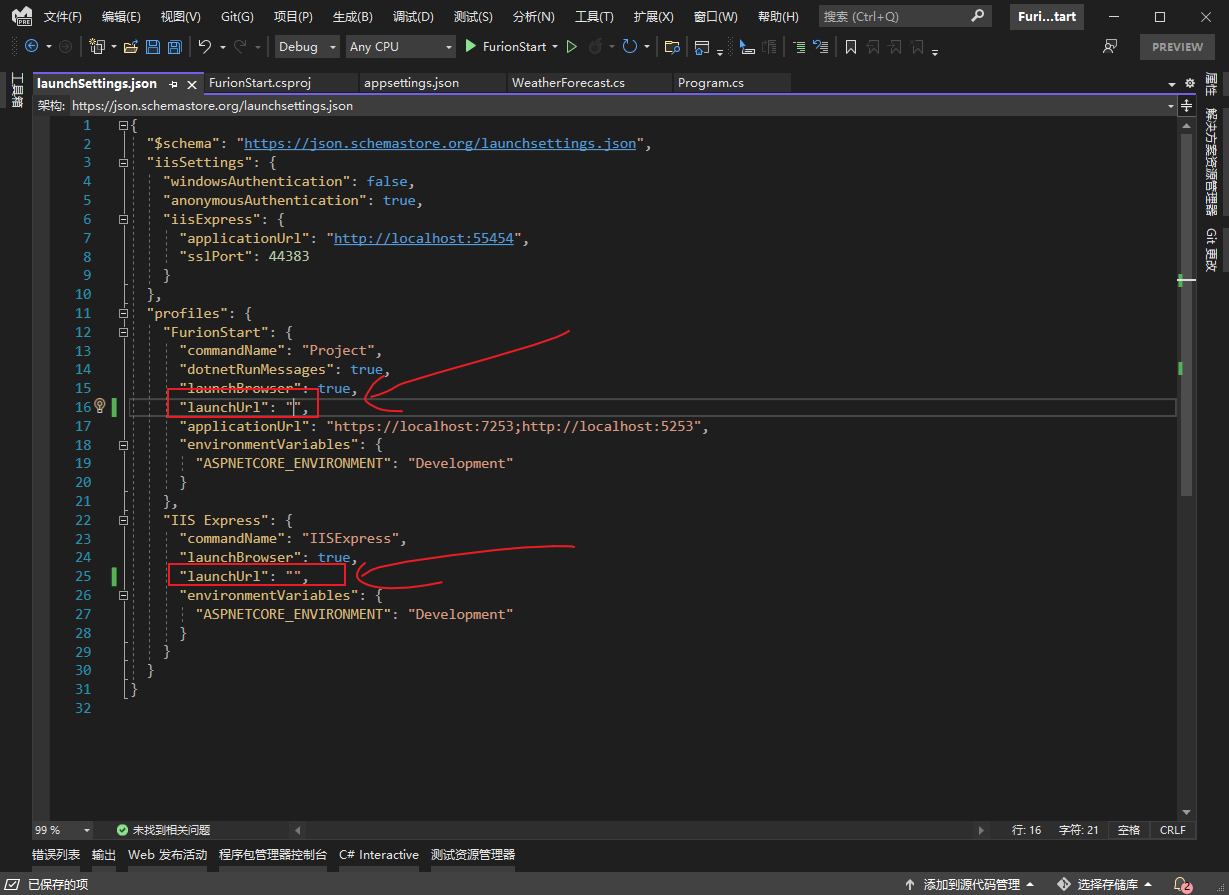 文件(F) 编辑(E) 视图(V) Git(G) 项目(P) 生成(B) 调试(D) 测试(S) 分析(N) 工具(T) 扩展(X) 窗口(W) 帮助(H) 搜索 (Ctrl+Q) Furi...tart
PRE
Debug Any CPU FurionStart PREVIEW
工具箱
launchSettings.json FurionStart.csproj appsettings.json WeatherForecast.cs Program.cs
架构: https://json.schemastore.org/launchsettings.json
1 {
2 "$schema": "https://json.schemastore.org/launchsettings.json",
3 "iisSettings": {
4 "windowsAuthentication": false,
5 "anonymousAuthentication": true,
6 "iisExpress": {
7 "applicationUrl": "http://localhost:55454",
8 "sslPort": 44383
9 }
10 },
11 "profiles": {
12 "FurionStart": {
13 "commandName": "Project",
14 "dotnetRunMessages": true,
15 "launchBrowser": true,
16 "launchUrl": "",
17 "applicationUrl": "https://localhost:7253;http://localhost:5253",
18 "environmentVariables": {
19 "ASPNETCORE_ENVIRONMENT": "Development"
20 }
21 },
22 "IIS Express": {
23 "commandName": "IISExpress",
24 "launchBrowser": true,
25 "launchUrl": "",
26 "environmentVariables": {
27 "ASPNETCORE_ENVIRONMENT": "Development"
28 }
29 }
30 }
31 }
32
属性
解决方案资源管理器
Git 更改
99 % 未找到相关问题 行: 16 字符: 21 空格 CRLF
错误列表 输出 Web 发布活动 程序包管理器控制台 C# Interactive 测试资源管理器
已保存的项 添加到源代码管理 选择存储库 2